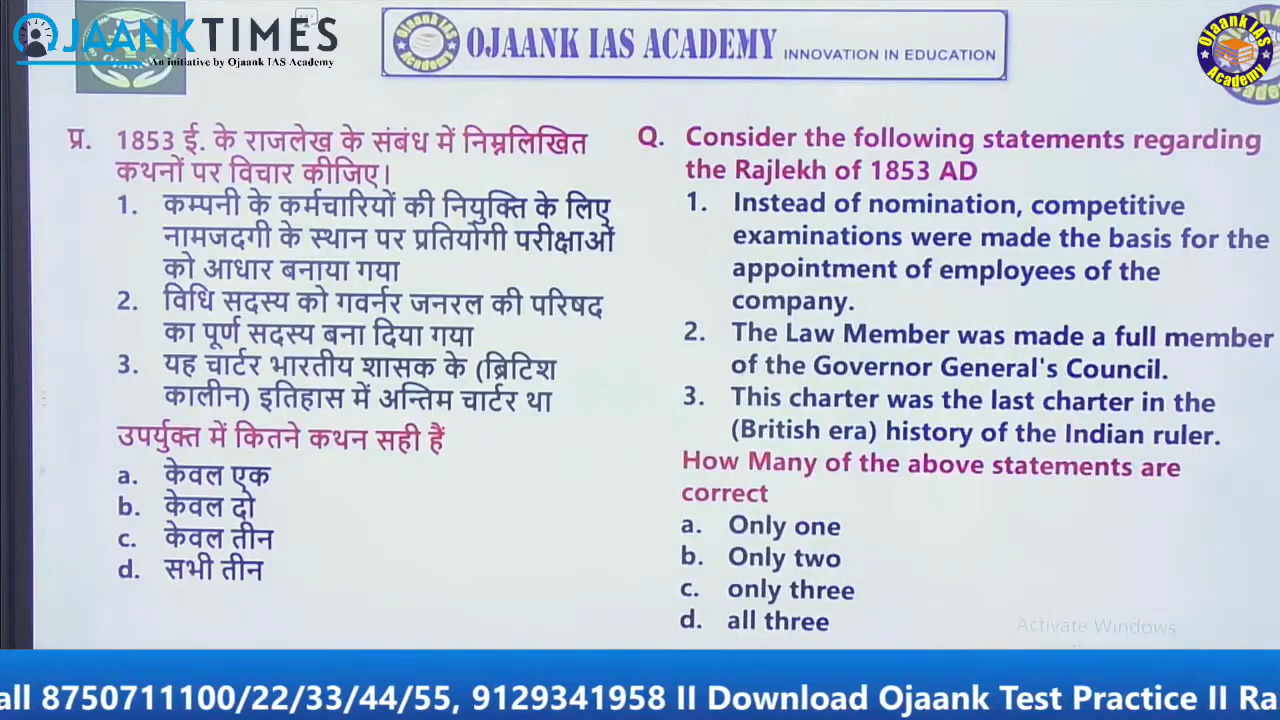 OJAANKTIMES
An initiative by Ojaank IAS Academy
Ojaank IAS
OJAANK IAS ACADEMY INNOVATION IN EDUCATION
Ojaank IAS
Academy
प्र. 1853 ई. के राजलेख के संबंध में निम्नलिखित
कथनों पर विचार कीजिए।
1. कम्पनी के कर्मचारियों की नियुक्ति के लिए
नामजदगी के स्थान पर प्रतियोगी परीक्षाओं
को आधार बनाया गया
2. विधि सदस्य को गवर्नर जनरल की परिषद
का पूर्ण सदस्य बना दिया गया
3. यह चार्टर भारतीय शासक के (ब्रिटिश
कालीन) इतिहास में अन्तिम चार्टर था
उपर्युक्त में कितने कथन सही हैं
a. केवल एक
b. केवल दो
c. केवल तीन
d. सभी तीन
Q. Consider the following statements regarding
the Rajlekh of 1853 AD
1. Instead of nomination, competitive
examinations were made the basis for the
appointment of employees of the
company.
2. The Law Member was made a full member
of the Governor General's Council.
3. This charter was the last charter in the
(British era) history of the Indian ruler.
How Many of the above statements are
correct
a. Only one
b. Only two
c. only three
d. all three
Activate Windows
all 8750711100/22/33/44/55, 9129341958 II Download Ojaank Test Practice II Ra